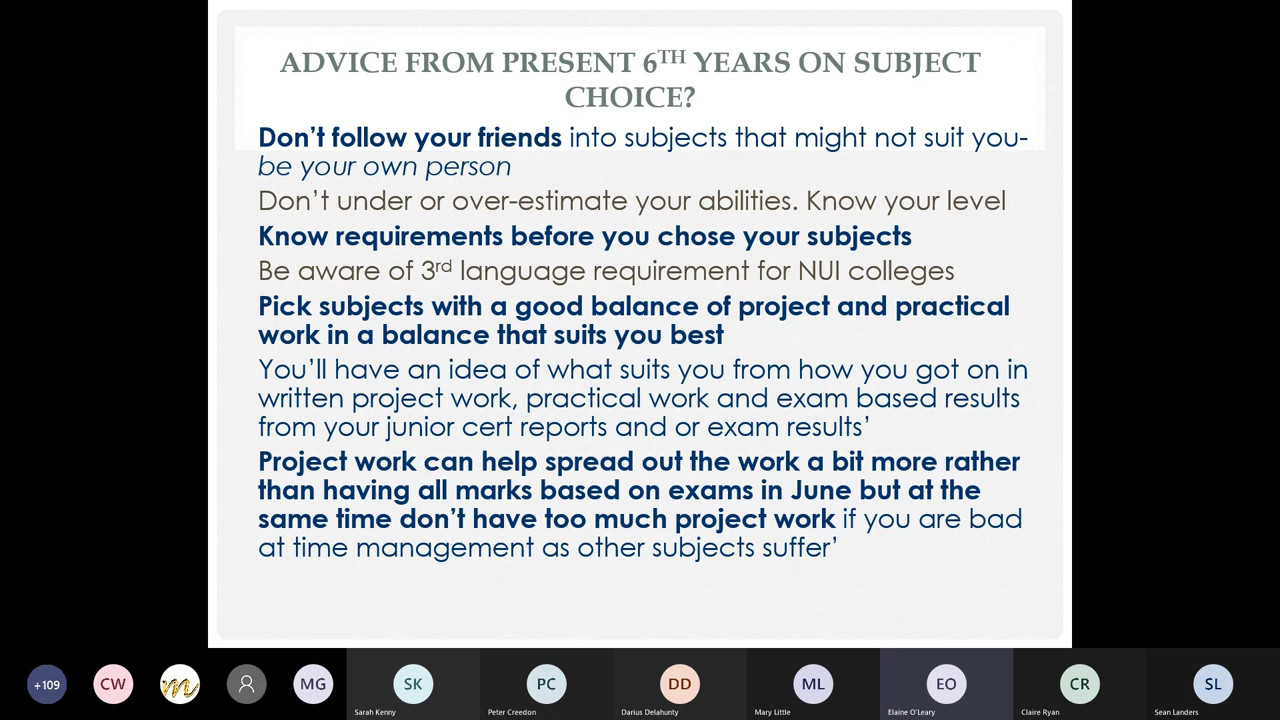 ADVICE FROM PRESENT 6TH YEARS ON SUBJECT
CHOICE?
Don't follow your friends into subjects that might not suit you-
be your own person
Don't under or over-estimate your abilities. Know your level
Know requirements before you chose your subjects
Be aware of 3rd language requirement for NUI colleges
Pick subjects with a good balance of project and practical
work in a balance that suits you best
You'll have an idea of what suits you from how you got on in
written project work, practical work and exam based results
from your junior cert reports and or exam results'
Project work can help spread out the work a bit more rather
than having all marks based on exams in June but at the
same time don't have too much project work if you are bad
at time management as other subjects suffer'
+109 CW m MG SK PC DD ML EO CR SL
Sarah Kenny Peter Creedon Darius Delahunty Mary Little Elaine O'Leary Claire Ryan Sean Landers